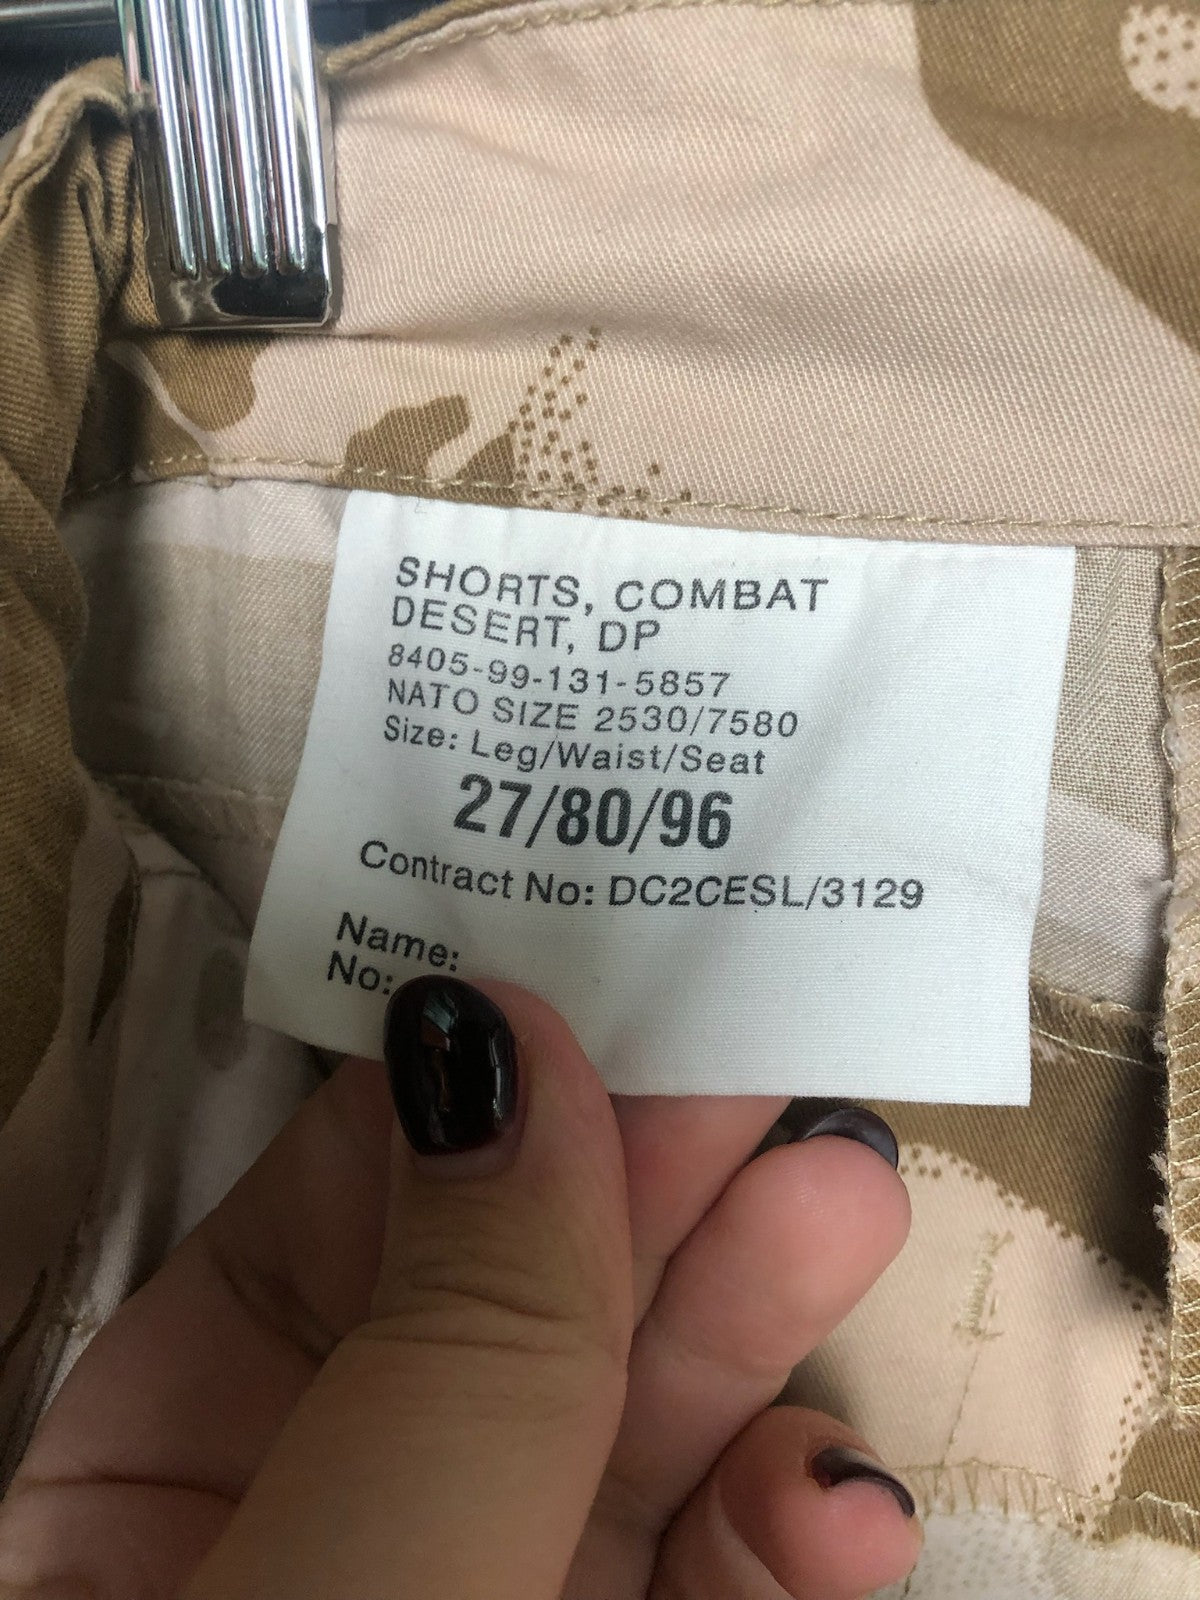 SHORTS, COMBAT
DESERT, DP
8405-99-131-5857
NATO SIZE 2530/7580
Size: Leg/Waist/Seat
27/80/96
Contract No: DC2CESL/3129
Name:
No: